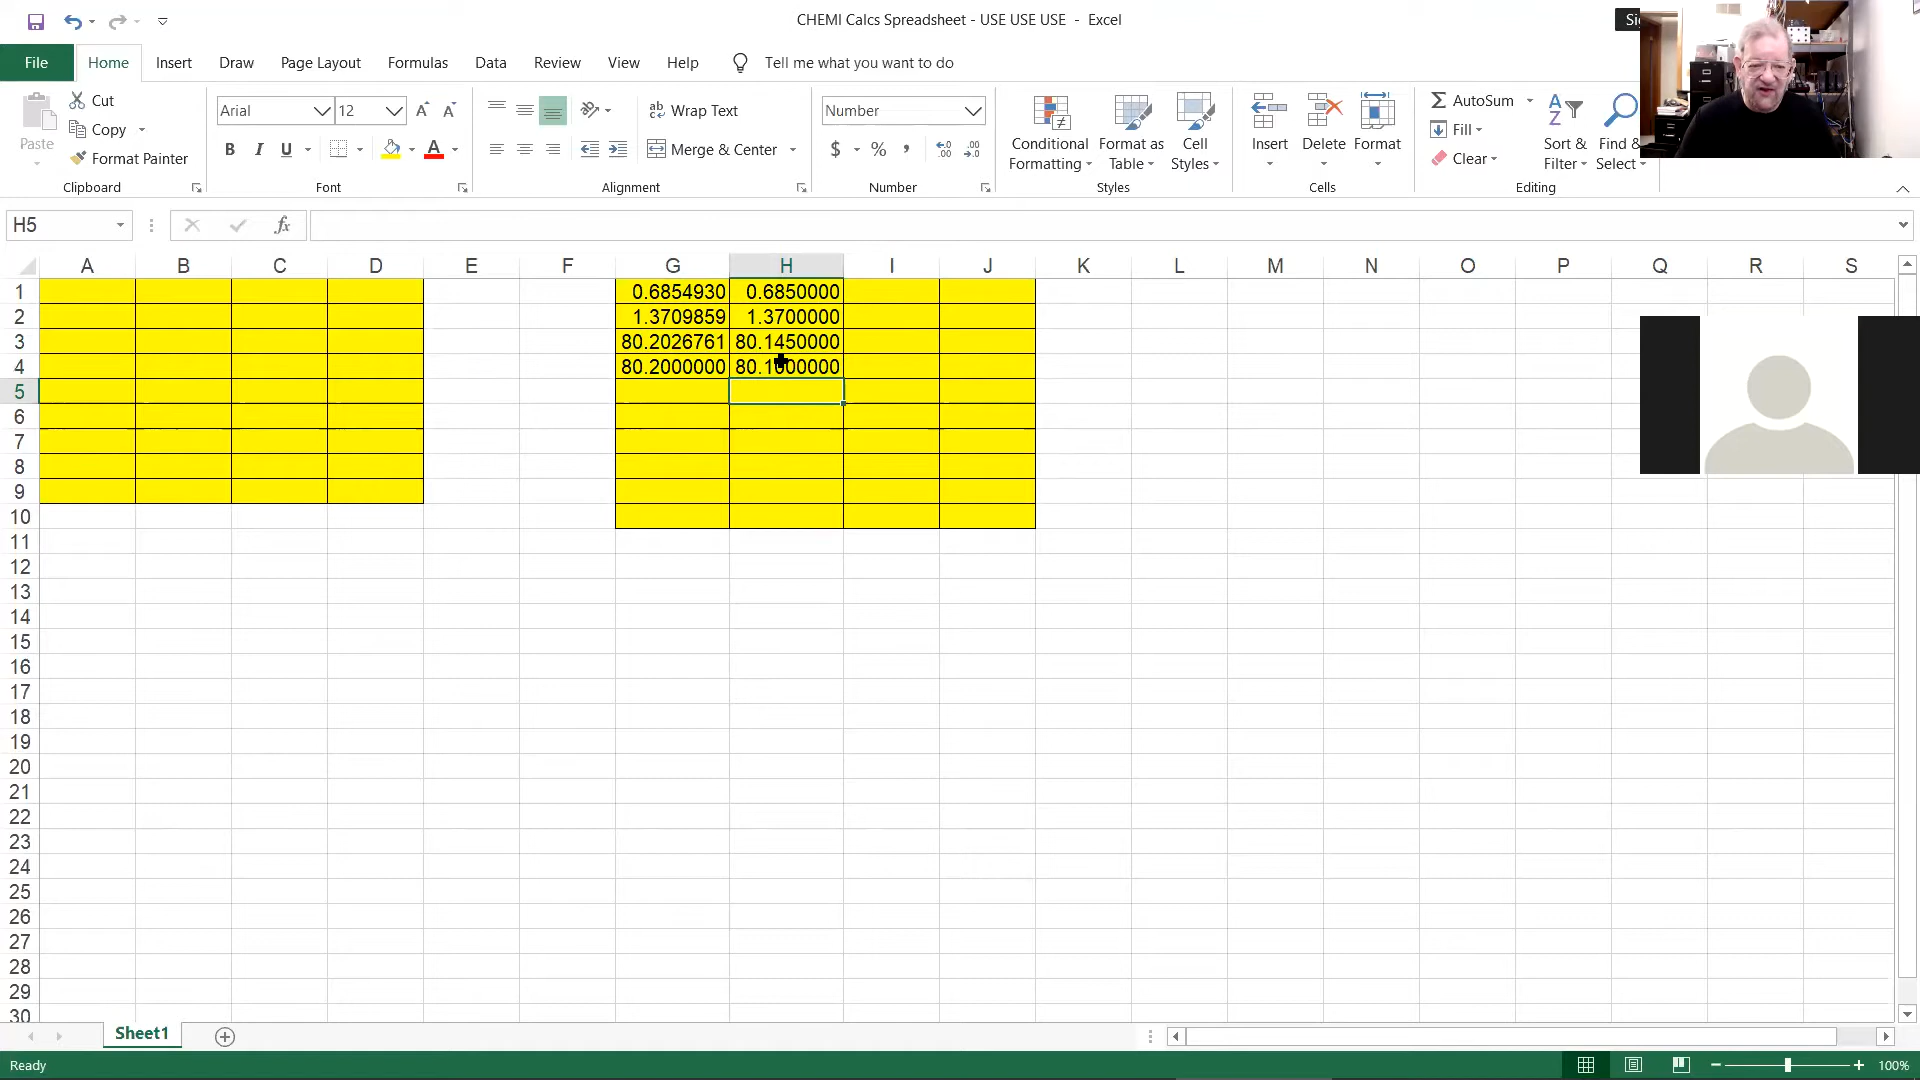 CHEMI Calcs Spreadsheet - USE USE USE - Excel
File Home Insert Draw Page Layout Formulas Data Review View Help Tell me what you want to do
Paste
Cut
Copy
Format Painter
Clipboard
Arial 12
B I U A
Font
Wrap Text
Merge & Center
Alignment
Number
$ % ,
Number
Conditional Formatting
Format as Table
Cell Styles
Styles
Insert Delete Format
Cells
AutoSum
Fill
Clear
Sort & Filter
Find & Select
Editing
H5 fx
A B C D E F G H I J K L M N O P Q R S
1 0.6854930 0.6850000
2 1.3709859 1.3700000
3 80.2026761 80.1450000
4 80.2000000 80.1000000
5
6
7
8
9
10
11
12
13
14
15
16
17
18
19
20
21
22
23
24
25
26
27
28
29
30
Sheet1
Ready 100%